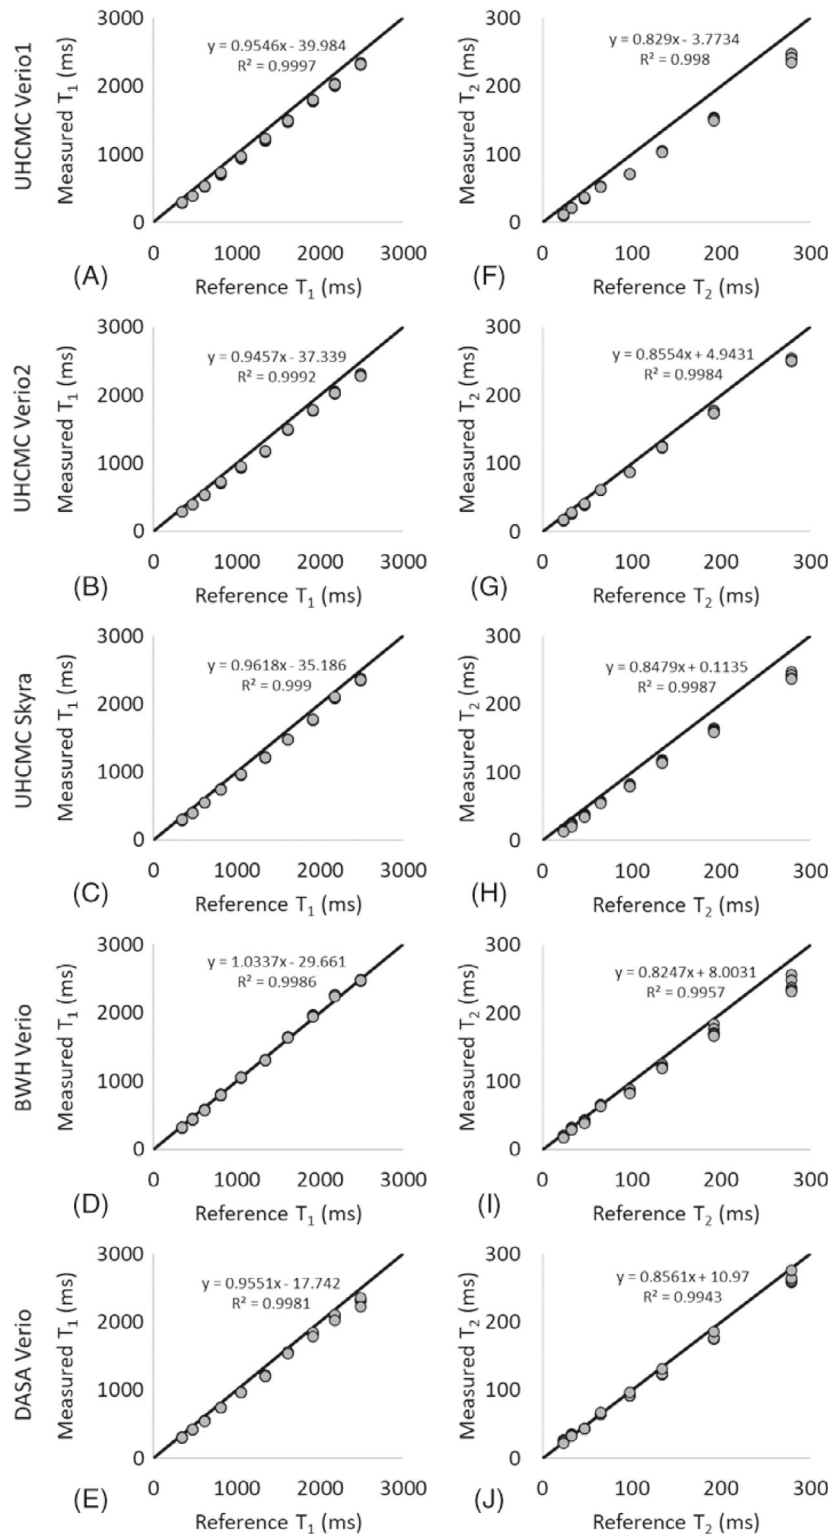 UHCMC Verio1
Measured T1 (ms)
3000
2000
1000
0
y = 0.9546x - 39.984
R² = 0.9997
0 1000 2000 3000
(A)
Reference T1 (ms)
Measured T2 (ms)
300
200
100
0
y = 0.829x - 3.7734
R² = 0.998
0 100 200 300
(F)
Reference T2 (ms)
UHCMC Verio2
Measured T1 (ms)
3000
2000
1000
0
y = 0.9457x - 37.339
R² = 0.9992
0 1000 2000 3000
(B)
Reference T1 (ms)
Measured T2 (ms)
300
200
100
0
y = 0.8554x + 4.9431
R² = 0.9984
0 100 200 300
(G)
Reference T2 (ms)
UHCMC Skyra
Measured T1 (ms)
3000
2000
1000
0
y = 0.9618x - 35.186
R² = 0.999
0 1000 2000 3000
(C)
Reference T1 (ms)
Measured T2 (ms)
300
200
100
0
y = 0.8479x + 0.1135
R² = 0.9987
0 100 200 300
(H)
Reference T2 (ms)
BWH Verio
Measured T1 (ms)
3000
2000
1000
0
y = 1.0337x - 29.661
R² = 0.9986
0 1000 2000 3000
(D)
Reference T1 (ms)
Measured T2 (ms)
300
200
100
0
y = 0.8247x + 8.0031
R² = 0.9957
0 100 200 300
(I)
Reference T2 (ms)
DASA Verio
Measured T1 (ms)
3000
2000
1000
0
y = 0.9551x - 17.742
R² = 0.9981
0 1000 2000 3000
(E)
Reference T1 (ms)
Measured T2 (ms)
300
200
100
0
y = 0.8561x + 10.97
R² = 0.9943
0 100 200 300
(J)
Reference T2 (ms)